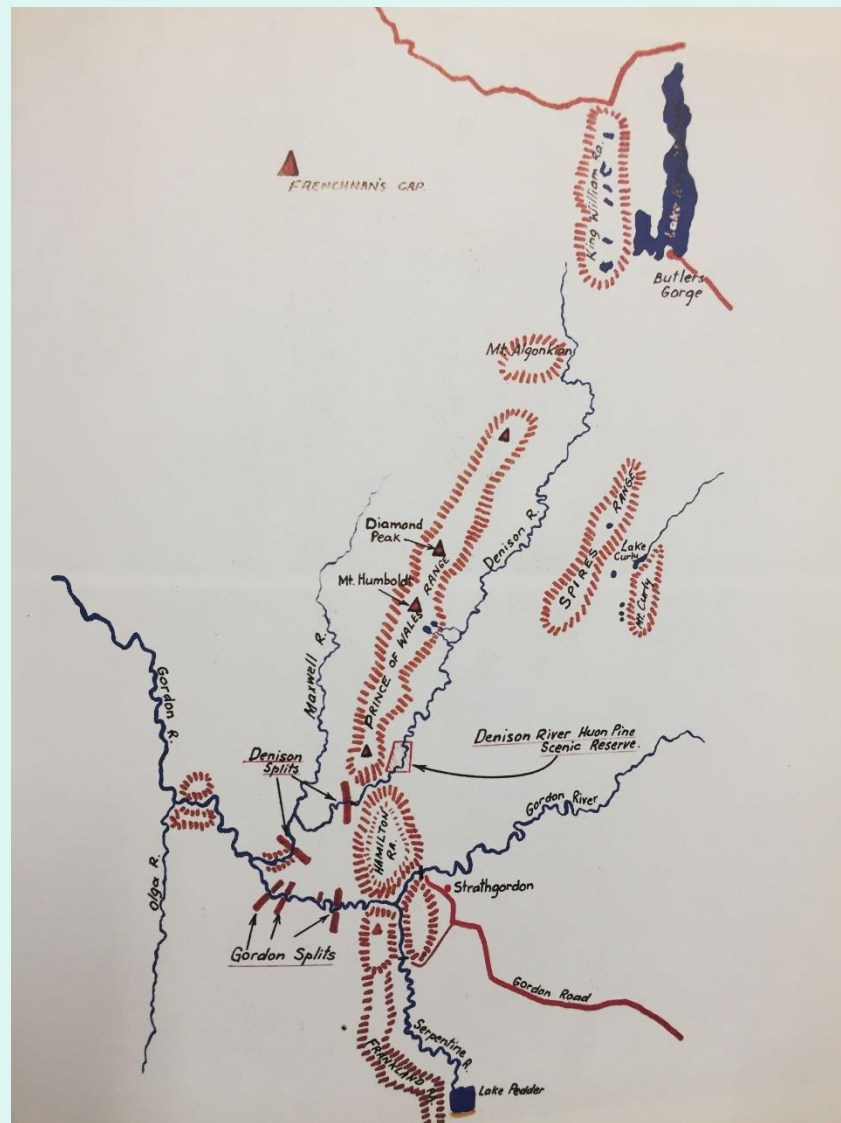 FRENCHMAN'S CAP.
King William Ra.
Lake
Butlers
Gorge
Mt. Algonkian
Diamond
Peak
Mt. Humboldt
PRINCE OF WALES RANGE
Denison R.
SPIRES RANGE
Lake
Curly
Mt. Curly
Maxwell R.
Gordon R.
Denison
Splits
Denison River Huon Pine
Scenic Reserve.
Gordon River
HAMILTON
RA.
Olga R.
Strathgordon
Gordon Splits
Gordon Road
Serpentine R.
FRANKLAND RA.
Lake Pedder